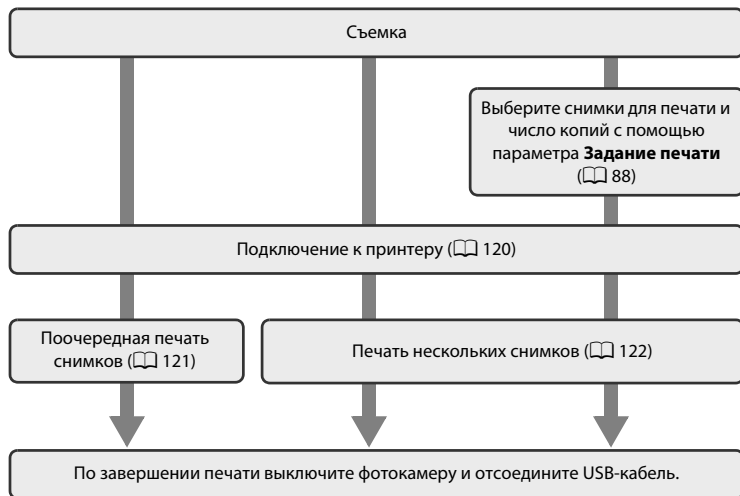 Съемка
Выберите снимки для печати и
число копий с помощью
параметра Задание печати
(88)
Подключение к принтеру (120)
Поочередная печать
снимков (121)
Печать нескольких снимков (122)
По завершении печати выключите фотокамеру и отсоедините USB-кабель.